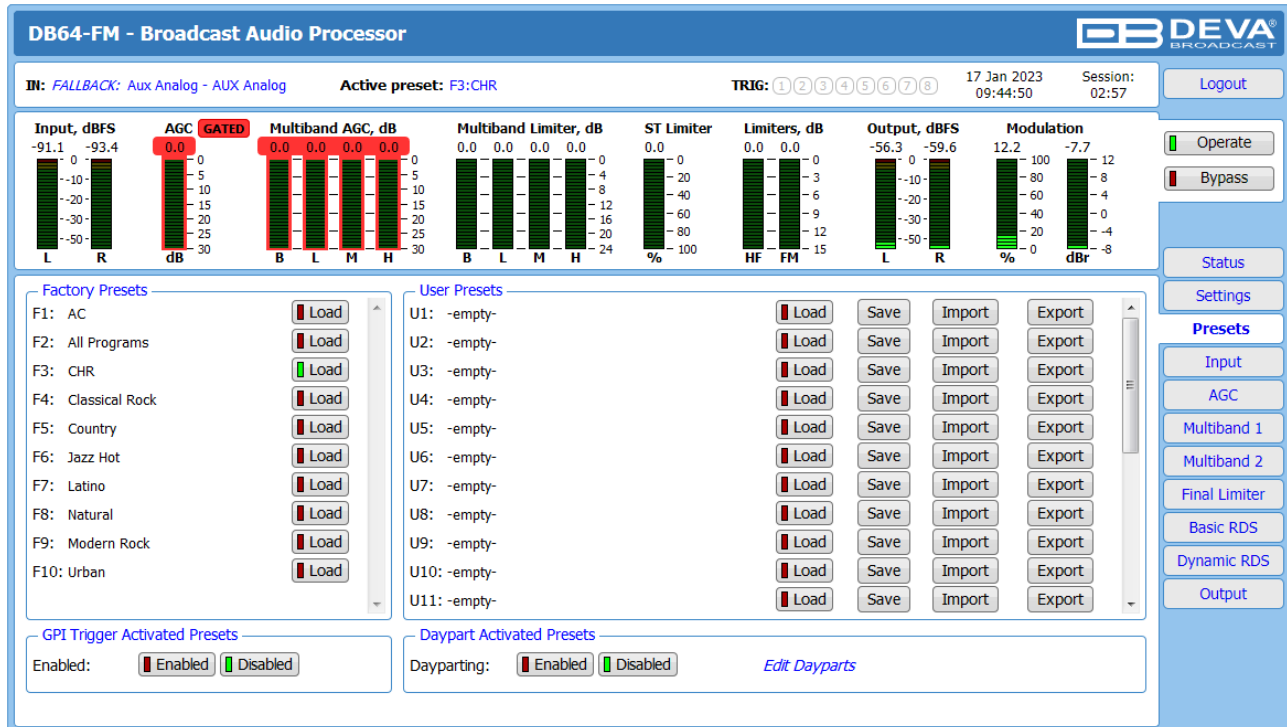 DB64-FM - Broadcast Audio Processor
DEVA®
BROADCAST
IN: FALLBACK: Aux Analog - AUX Analog Active preset: F3:CHR TRIG: 1 2 3 4 5 6 7 8 17 Jan 2023 09:44:50 Session: 02:57
Logout
Input, dBFS AGC GATED Multiband AGC, dB Multiband Limiter, dB ST Limiter Limiters, dB Output, dBFS Modulation
-91.1 -93.4 0.0 0.0 0.0 0.0 0.0 0.0 0.0 0.0 0.0 0.0 0.0 0.0 -56.3 -59.6 12.2 -7.7
0 0 0 0 0 0 0 100 12
-10 5 5 4 20 3 -10 80 8
-20 10 10 8 40 6 -20 60 4
-30 15 15 12 60 9 -30 40 0
20 20 16 20 -4
-50 25 25 20 80 12 -50 0 -8
30 30 24 100 15
L R dB B L M H B L M H % HF FM L R % dBr
Operate
Bypass
Status
Settings
Presets
Input
AGC
Multiband 1
Multiband 2
Final Limiter
Basic RDS
Dynamic RDS
Output
Factory Presets
F1: AC Load
F2: All Programs Load
F3: CHR Load
F4: Classical Rock Load
F5: Country Load
F6: Jazz Hot Load
F7: Latino Load
F8: Natural Load
F9: Modern Rock Load
F10: Urban Load
User Presets
U1: -empty- Load Save Import Export
U2: -empty- Load Save Import Export
U3: -empty- Load Save Import Export
U4: -empty- Load Save Import Export
U5: -empty- Load Save Import Export
U6: -empty- Load Save Import Export
U7: -empty- Load Save Import Export
U8: -empty- Load Save Import Export
U9: -empty- Load Save Import Export
U10: -empty- Load Save Import Export
U11: -empty- Load Save Import Export
GPI Trigger Activated Presets
Enabled: Enabled Disabled
Daypart Activated Presets
Dayparting: Enabled Disabled Edit Dayparts